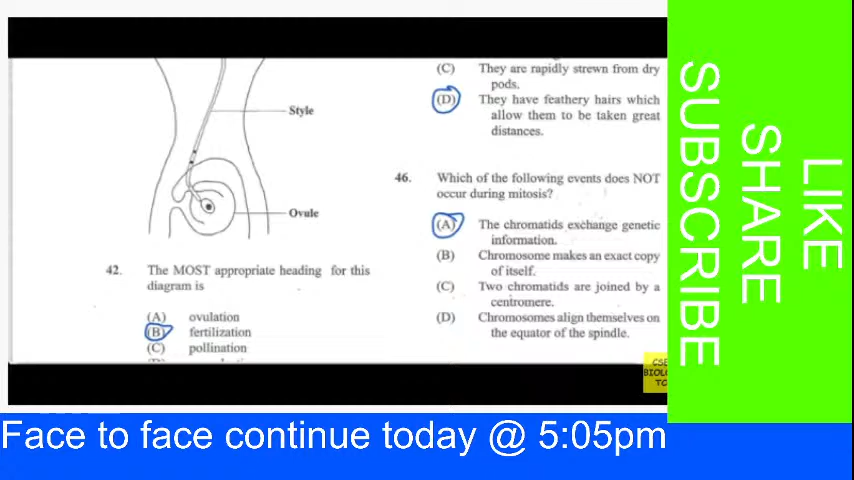 Style
Ovule
42. The MOST appropriate heading for this
diagram is
(A) ovulation
(B) fertilization
(C) pollination
(C) They are rapidly strewn from dry
pods.
(D) They have feathery hairs which
allow them to be taken great
distances.
46. Which of the following events does NOT
occur during mitosis?
(A) The chromatids exchange genetic
information.
(B) Chromosome makes an exact copy
of itself.
(C) Two chromatids are joined by a
centromere.
(D) Chromosomes align themselves on
the equator of the spindle.
CSE
BIOLO
TO
LIKE
SHARE
SUBSCRIBE
Face to face continue today @ 5:05pm